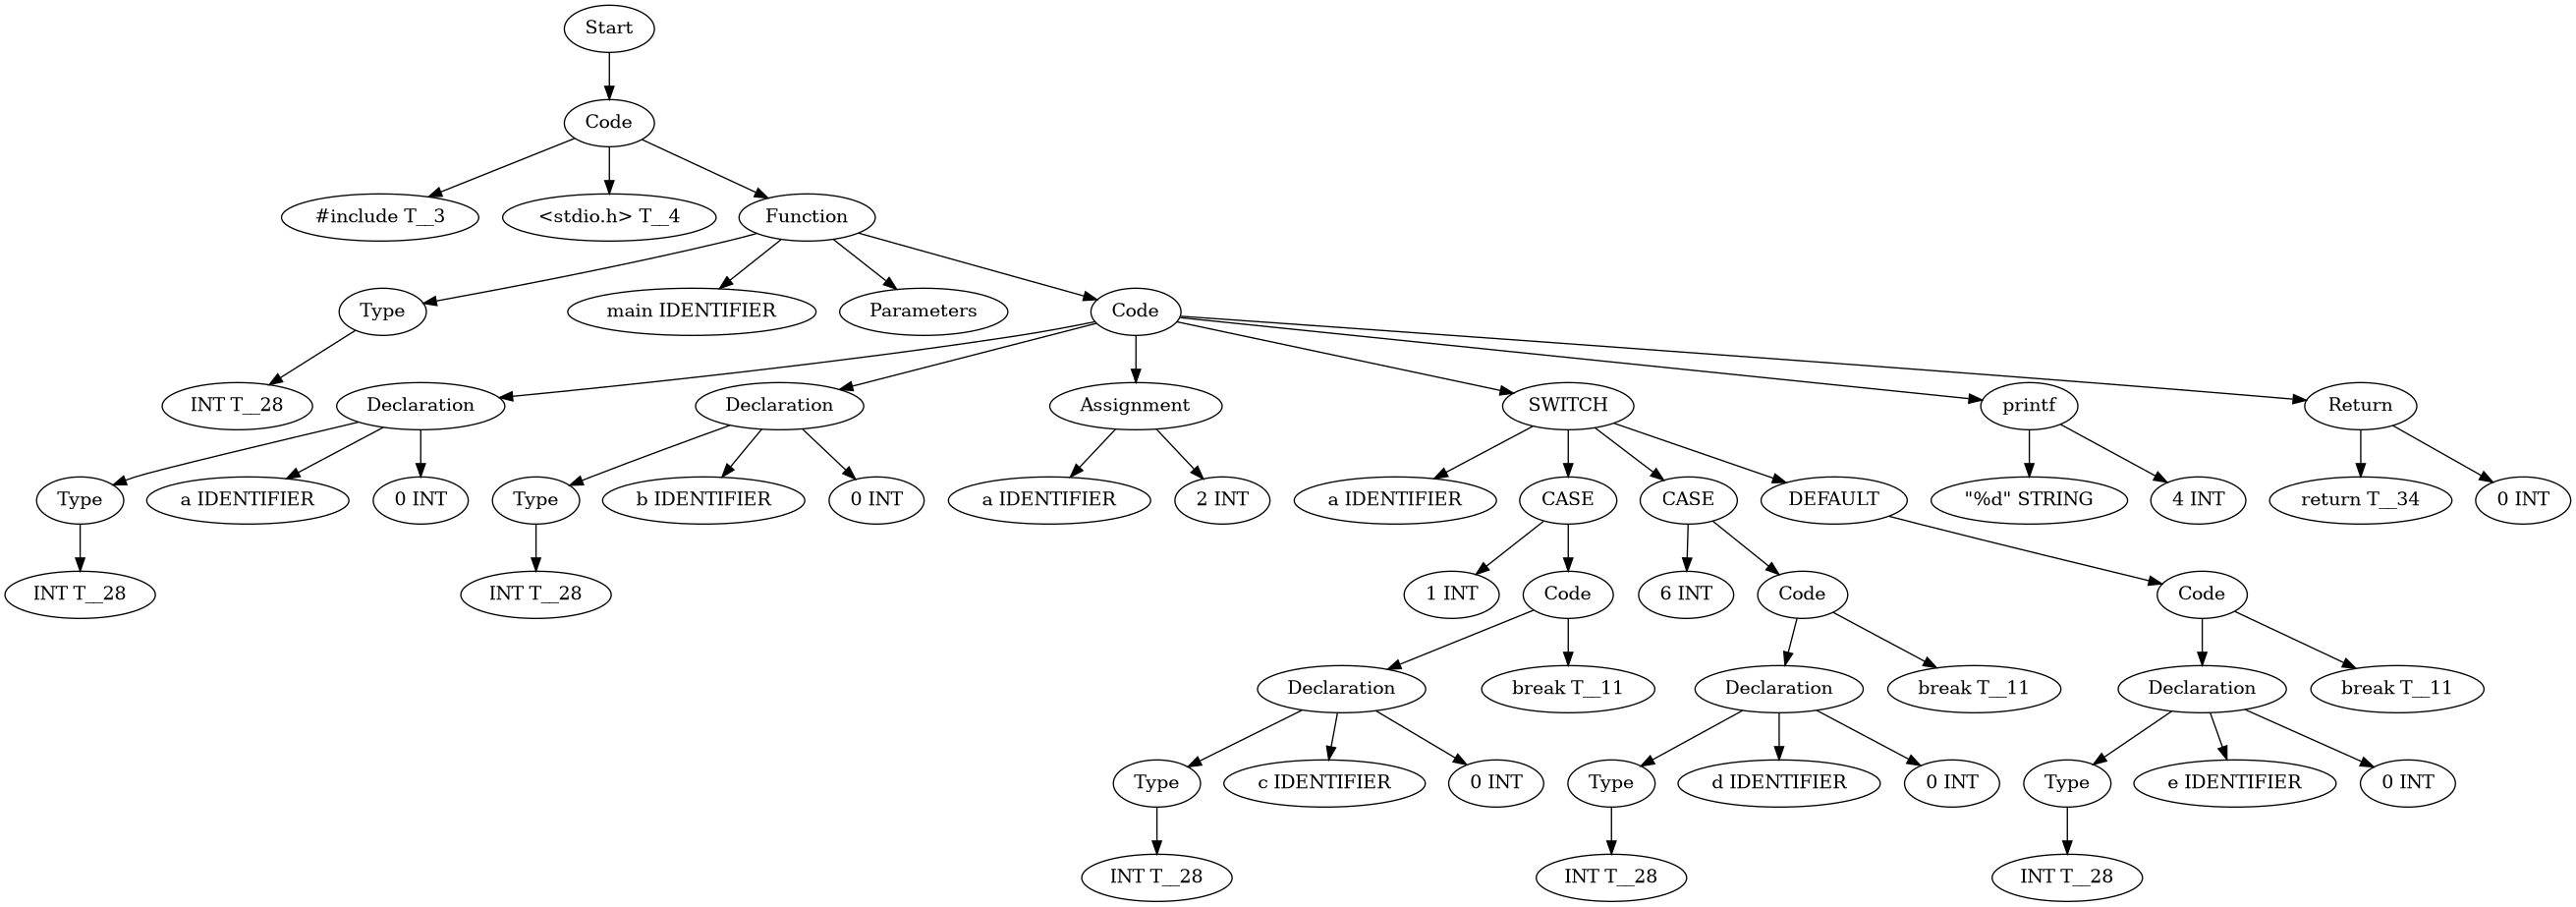 Start
Code
#include T__3
<stdio.h> T__4
Function
Type
main IDENTIFIER
Parameters
Code
INT T__28
Declaration
Declaration
Assignment
SWITCH
printf
Return
Type
a IDENTIFIER
0 INT
Type
b IDENTIFIER
0 INT
a IDENTIFIER
2 INT
a IDENTIFIER
CASE
CASE
DEFAULT
"%d" STRING
4 INT
return T__34
0 INT
INT T__28
INT T__28
1 INT
Code
6 INT
Code
Code
Declaration
break T__11
Declaration
break T__11
Declaration
break T__11
Type
c IDENTIFIER
0 INT
Type
d IDENTIFIER
0 INT
Type
e IDENTIFIER
0 INT
INT T__28
INT T__28
INT T__28